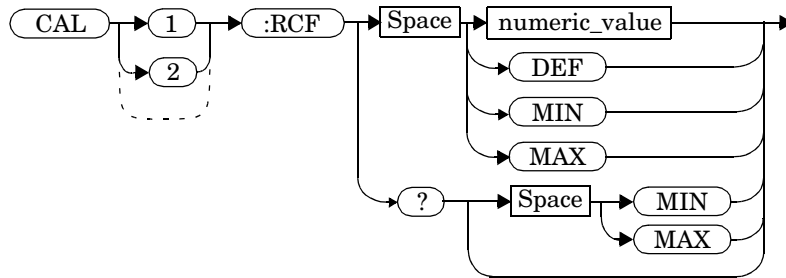 CAL 1 :RCF Space numeric_value
2 DEF
MIN
MAX
? Space MIN
MAX